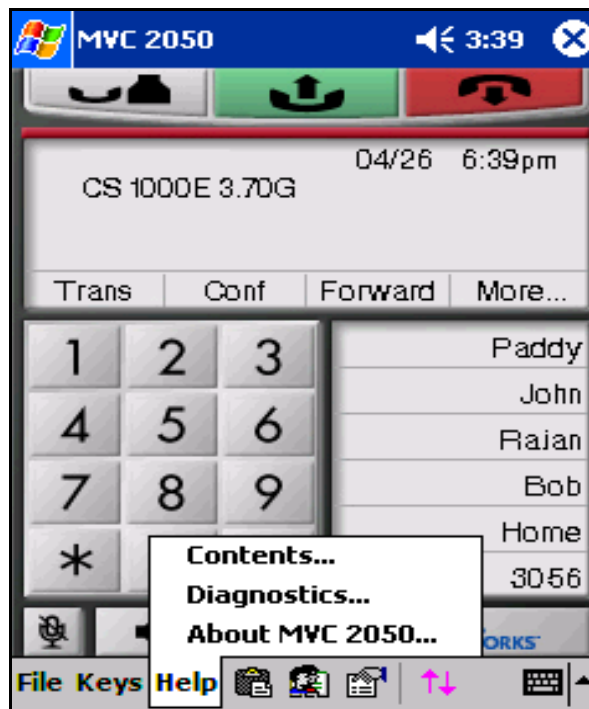 MVC 2050 3:39
04/26 6:39pm
CS 1000E 3.70G
Trans Conf Forward More...
1 2 3 Paddy
John
4 5 6 Rajan
7 8 9 Bob
Home
* 3056
Contents...
Diagnostics...
About MVC 2050...
ORKS
File Keys Help